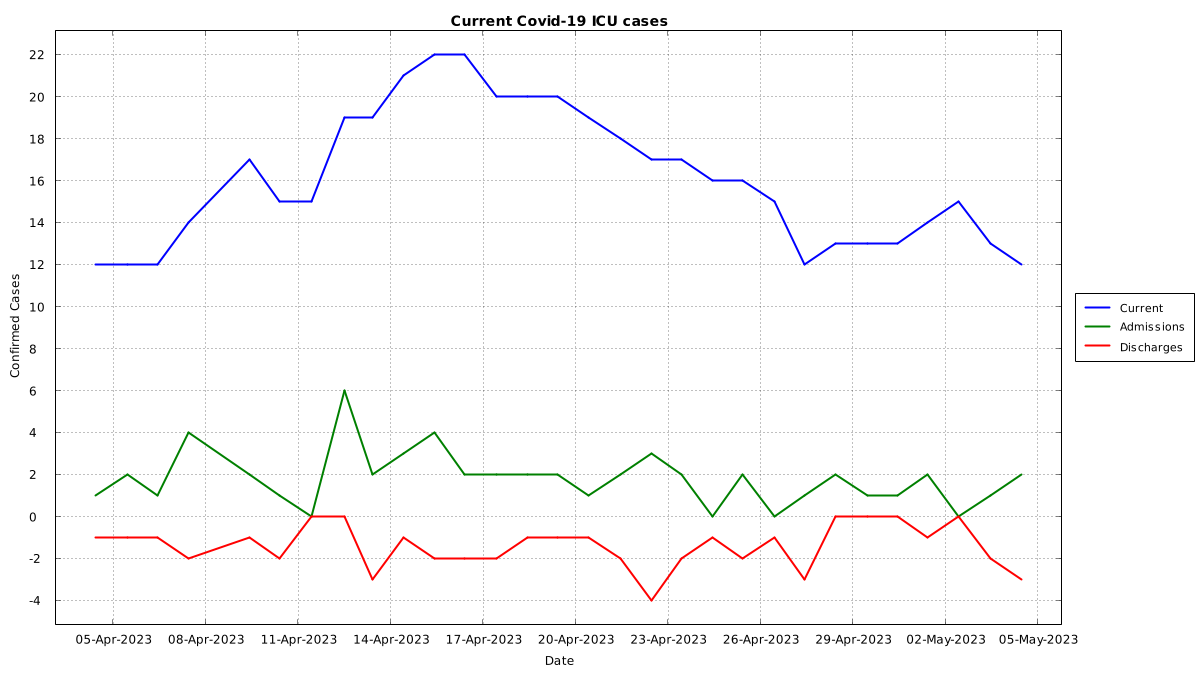 Current Covid-19 ICU cases
22
20
18
16
14
12
10
8
6
4
2
0
-2
-4
Confirmed Cases
05-Apr-2023 08-Apr-2023 11-Apr-2023 14-Apr-2023 17-Apr-2023 20-Apr-2023 23-Apr-2023 26-Apr-2023 29-Apr-2023 02-May-2023 05-May-2023
Date
Current
Admissions
Discharges